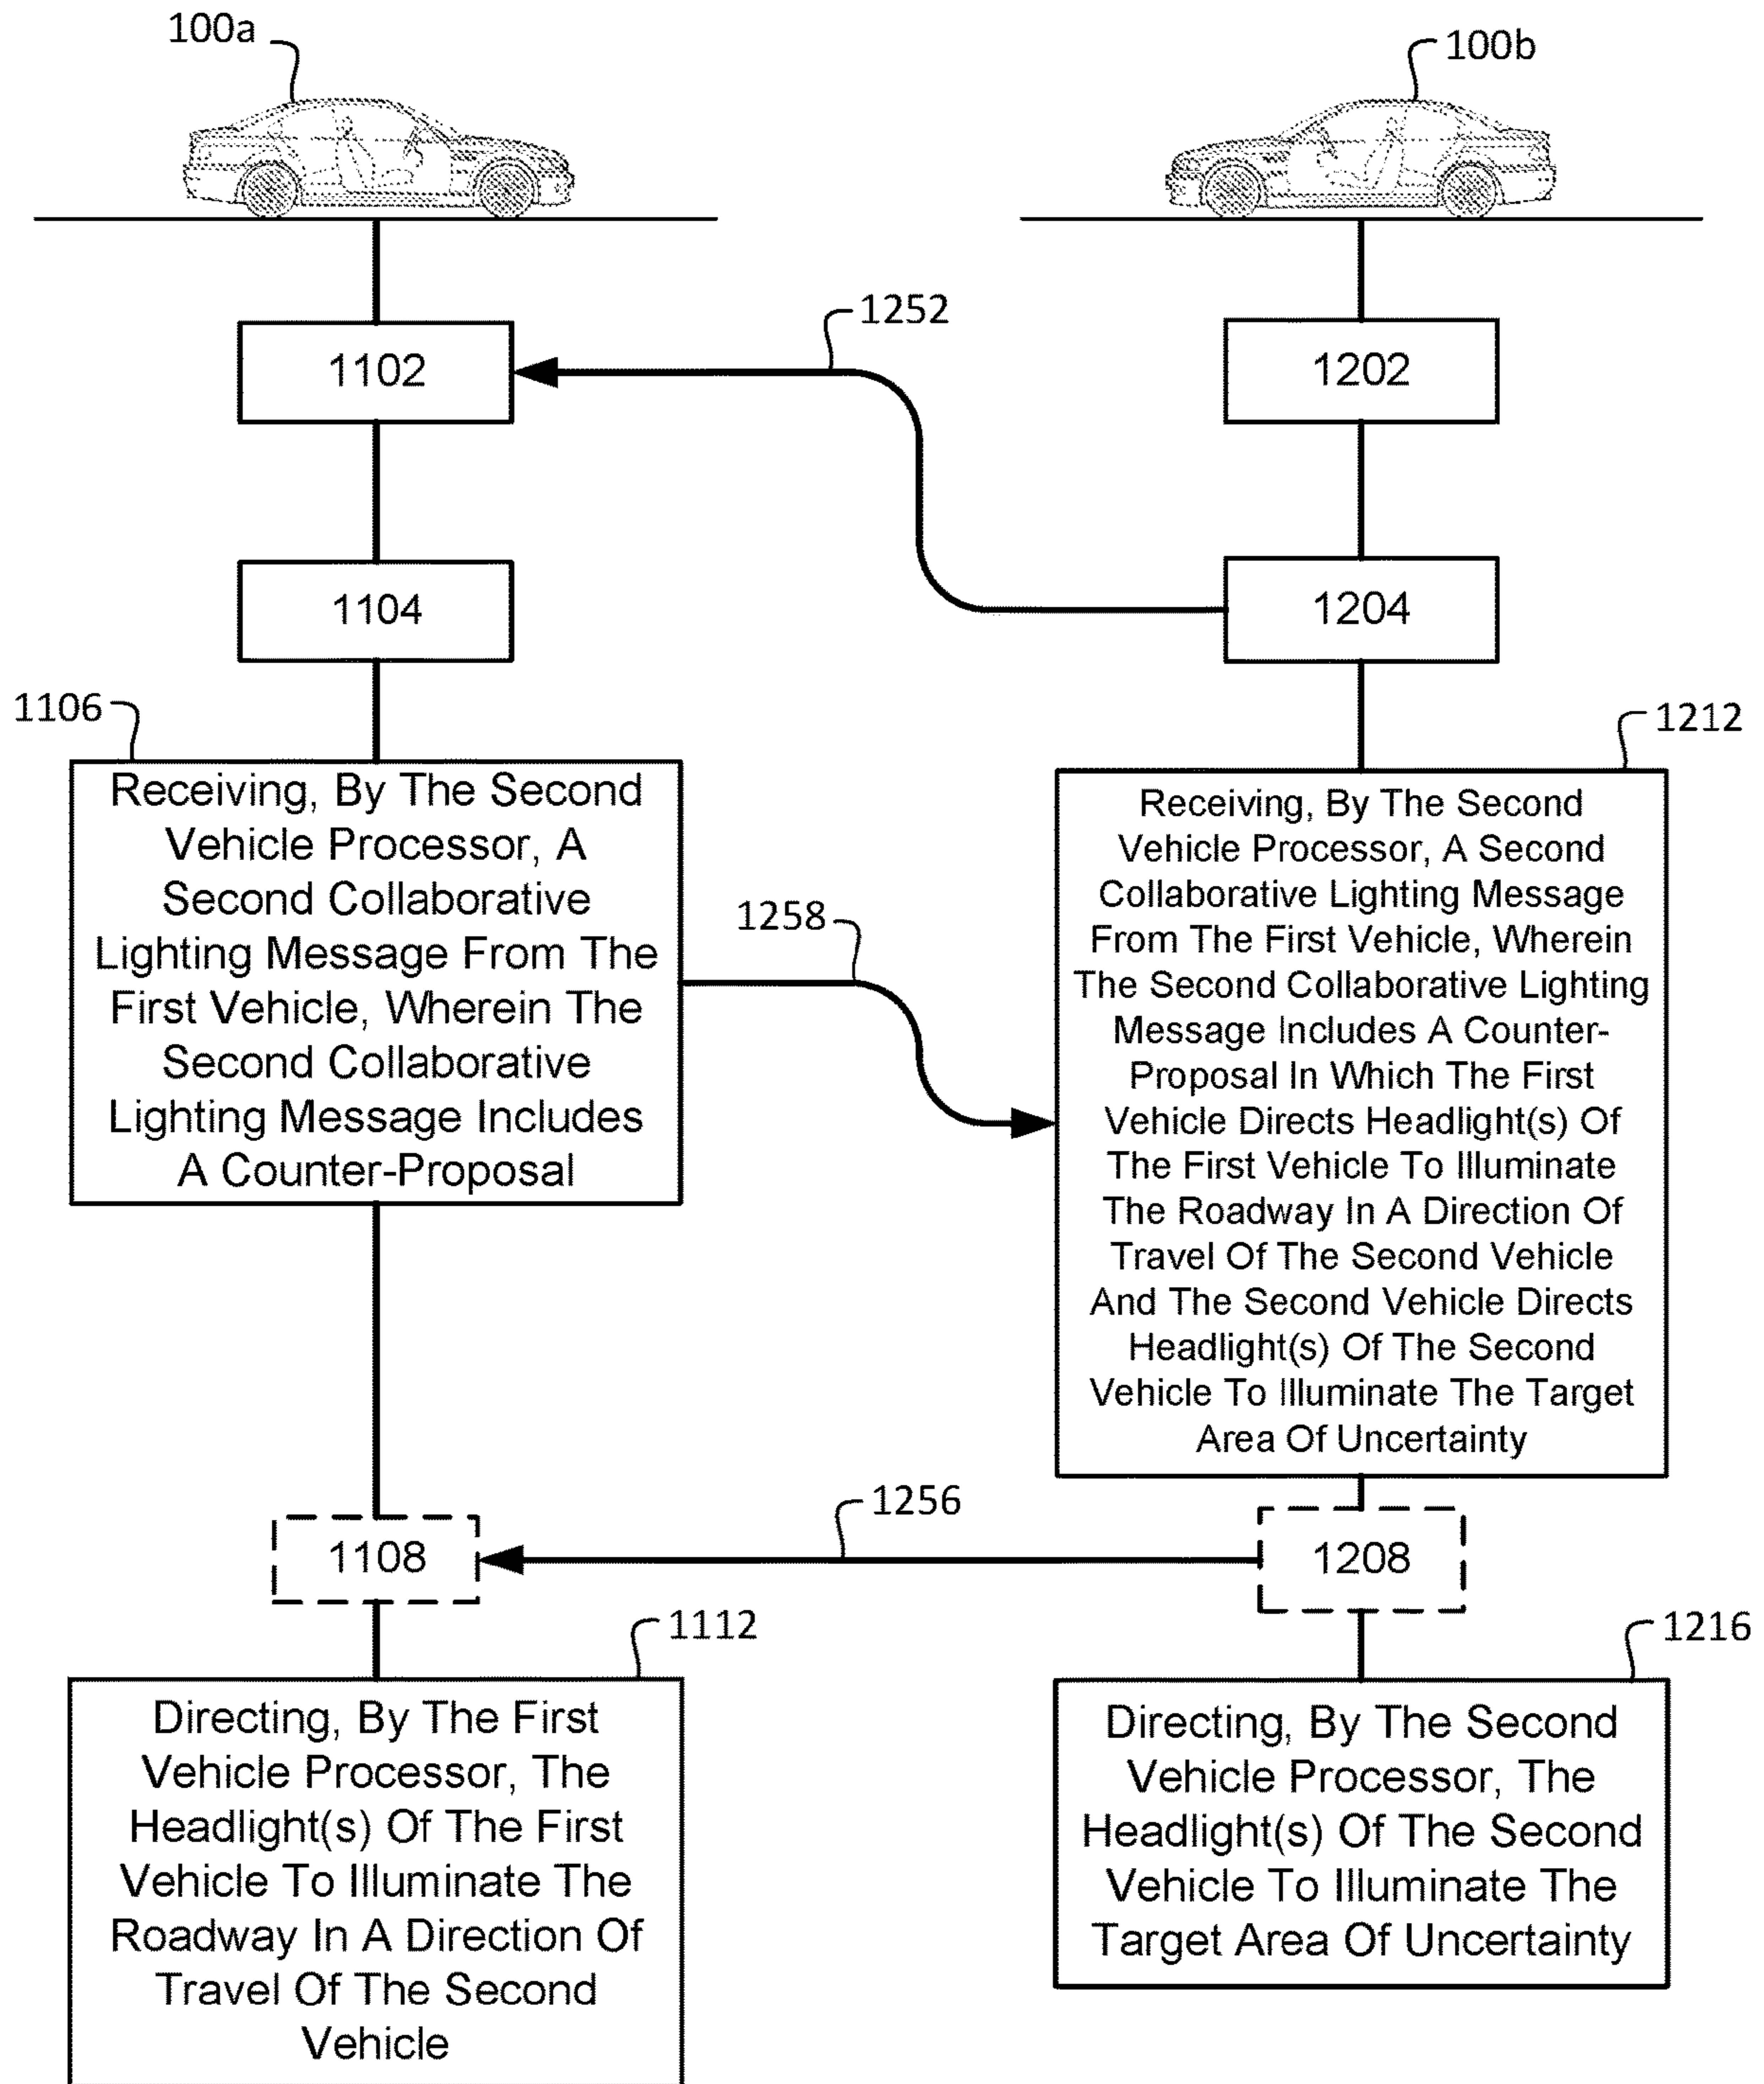 100a
100b
1252
1102
1202
1104
1204
1106
Receiving, By The Second
Vehicle Processor, A
Second Collaborative
Lighting Message From The
First Vehicle, Wherein The
Second Collaborative
Lighting Message Includes
A Counter-Proposal
1258
1212
Receiving, By The Second
Vehicle Processor, A Second
Collaborative Lighting Message
From The First Vehicle, Wherein
The Second Collaborative Lighting
Message Includes A Counter-
Proposal In Which The First
Vehicle Directs Headlight(s) Of
The First Vehicle To Illuminate
The Roadway In A Direction Of
Travel Of The Second Vehicle
And The Second Vehicle Directs
Headlight(s) Of The Second
Vehicle To Illuminate The Target
Area Of Uncertainty
1256
1108
1208
1112
Directing, By The First
Vehicle Processor, The
Headlight(s) Of The First
Vehicle To Illuminate The
Roadway In A Direction Of
Travel Of The Second
Vehicle
1216
Directing, By The Second
Vehicle Processor, The
Headlight(s) Of The Second
Vehicle To Illuminate The
Target Area Of Uncertainty